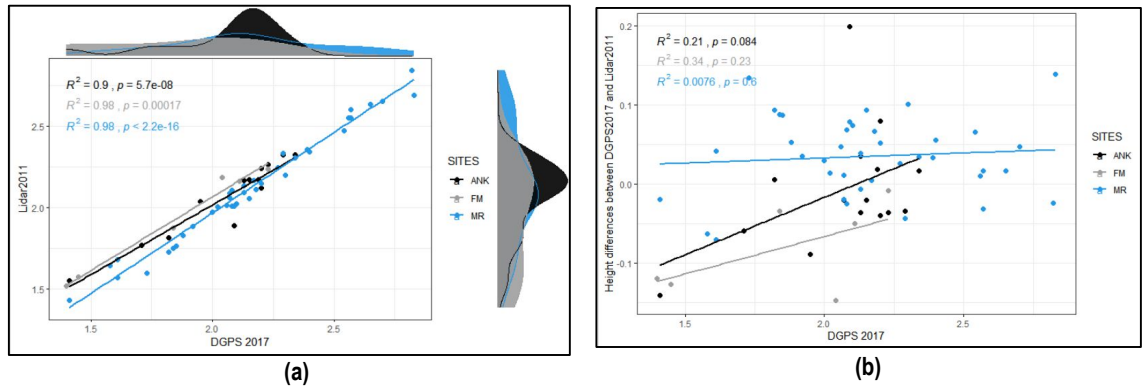 R² = 0.9 , p = 5.7e-08
R² = 0.98 , p = 0.00017
R² = 0.98 , p < 2.2e-16
Lidar2011
2.5
2.0
1.5
1.5
2.0
2.5
DGPS 2017
SITES
ANK
FM
MR
(a)
R² = 0.21 , p = 0.084
R² = 0.34 , p = 0.23
R² = 0.0076 , p = 0.6
Height differences between DGPS2017 and Lidar2011
0.2
0.1
0.0
-0.1
1.5
2.0
2.5
DGPS 2017
SITES
ANK
FM
MR
(b)